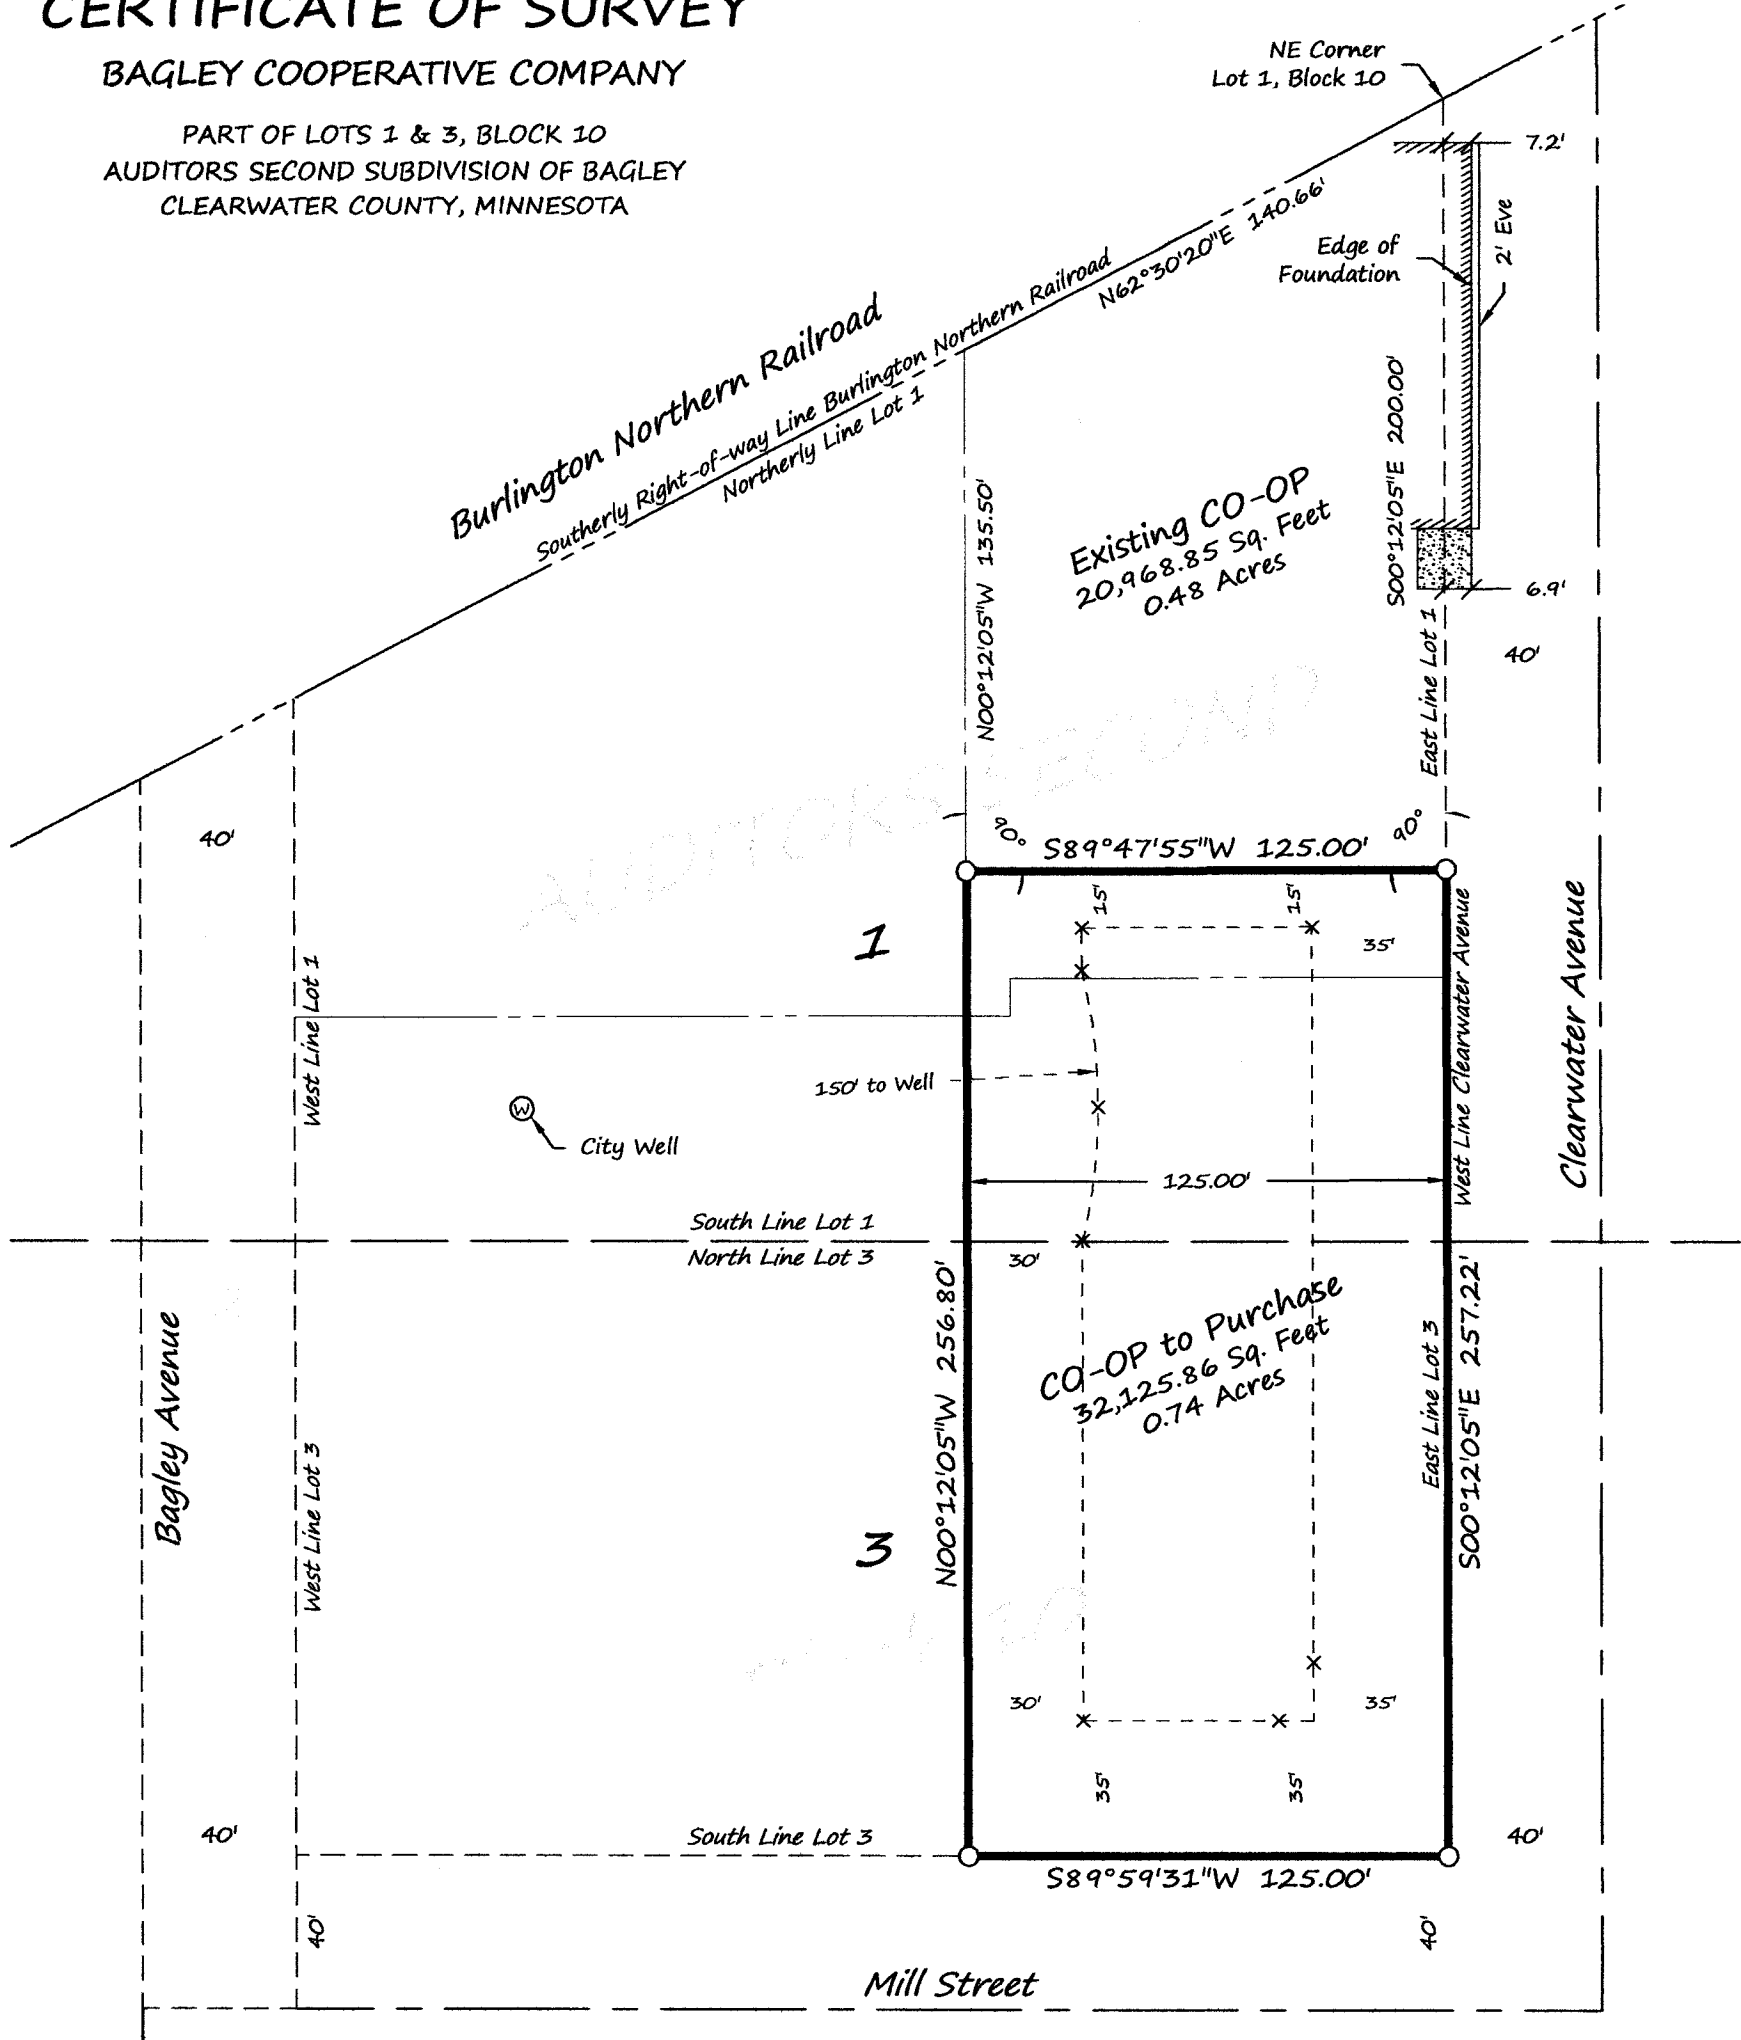 CERTIFICATE OF SURVEY
BAGLEY COOPERATIVE COMPANY
PART OF LOTS 1 & 3, BLOCK 10
AUDITORS SECOND SUBDIVISION OF BAGLEY
CLEARWATER COUNTY, MINNESOTA
NE Corner
Lot 1, Block 10
7.2'
2' Eve
Edge of
Foundation
N62°30'20"E 140.66'
Burlington Northern Railroad
Southerly Right-of-way Line Burlington Northern Railroad
Northerly Line Lot 1
S00°12'05"E 200.00'
N00°12'05"W 135.50'
Existing CO-OP
20,968.85 Sq. Feet
0.48 Acres
6.9'
East Line Lot 1
40'
AUDITORS SECOND
40'
90°
90°
S89°47'55"W 125.00'
15'
15'
35'
1
West Line Lot 1
West Line Clearwater Avenue
Clearwater Avenue
150' to Well
W
City Well
125.00'
South Line Lot 1
North Line Lot 3
30'
CO-OP to Purchase
32,125.86 Sq. Feet
0.74 Acres
N00°12'05"W 256.80'
East Line Lot 3
S00°12'05"E 257.22'
Bagley Avenue
West Line Lot 3
3
30'
35'
35'
35'
40'
South Line Lot 3
40'
S89°59'31"W 125.00'
40'
40'
Mill Street